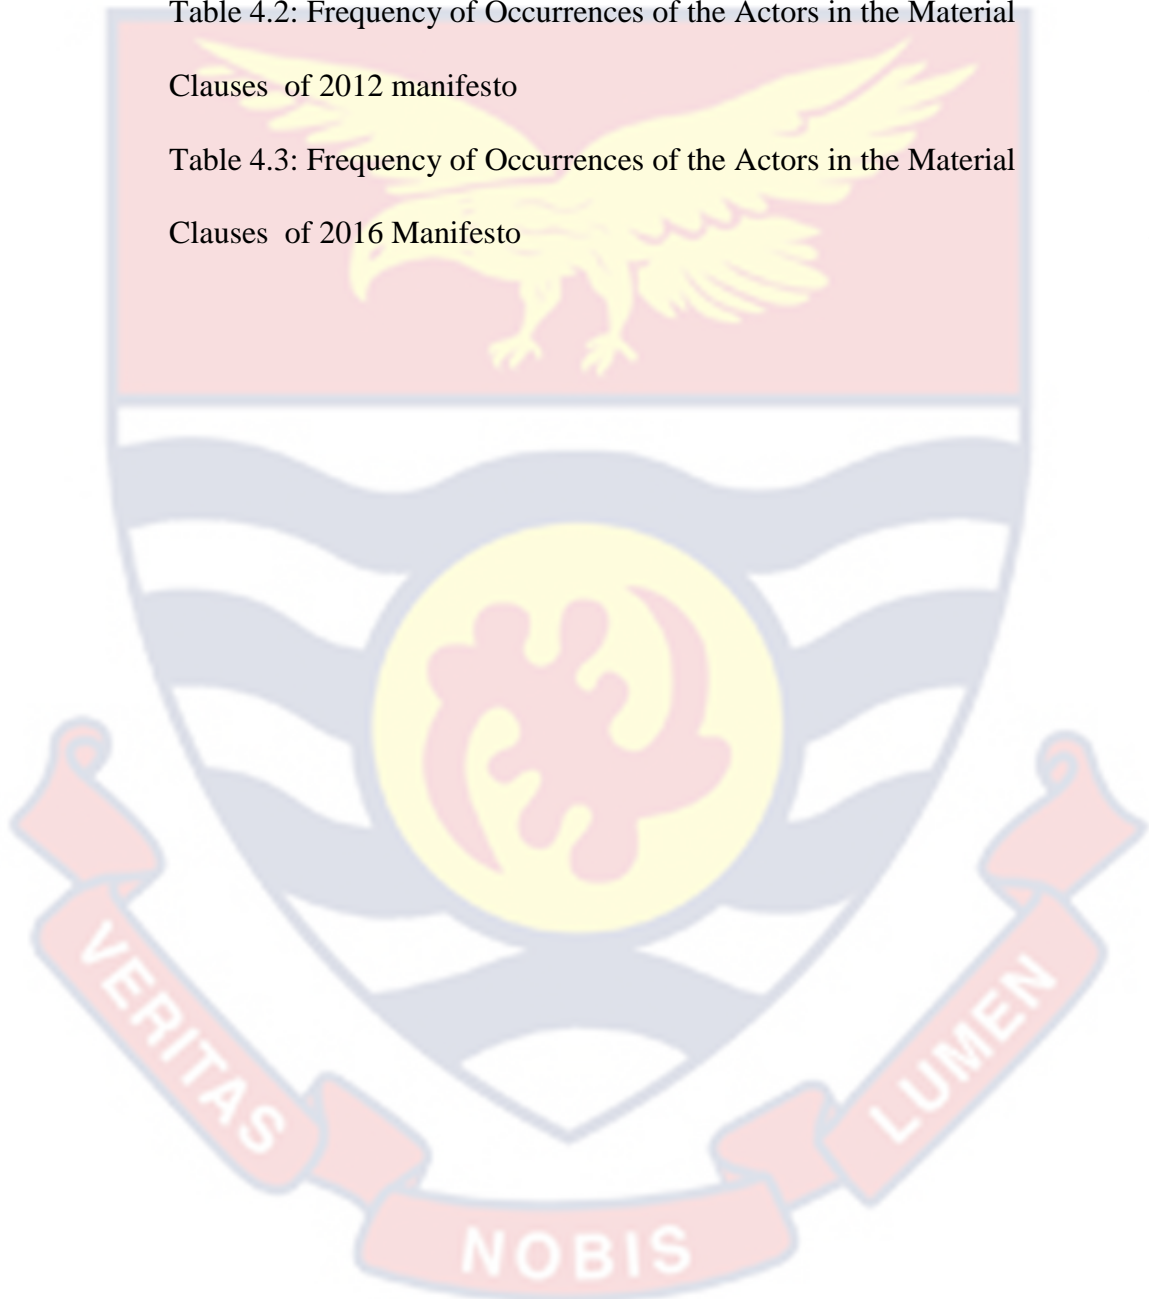 Table 4.2: Frequency of Occurrences of the Actors in the Material
Clauses of 2012 manifesto
Table 4.3: Frequency of Occurrences of the Actors in the Material
Clauses of 2016 Manifesto
VERITAS
NOBIS
LUMEN